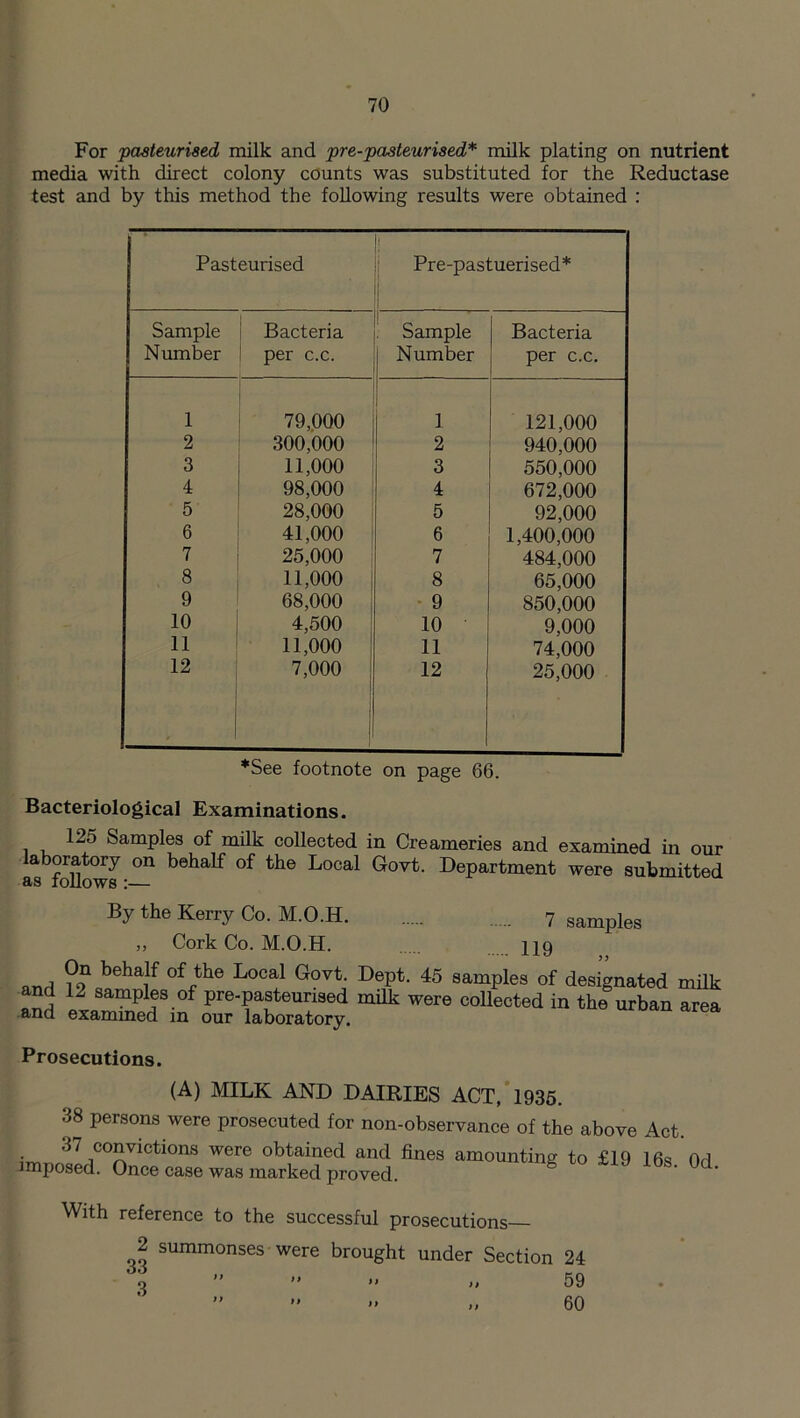 70
For pasteurised milk and pre-pasteurised* milk plating on nutrient
media with direct colony counts was substituted for the Reductase
test and by this method the following results were obtained :
Pasteurised Pre-pastuerised*
Sample Bacteria Sample Bacteria
Number per c.c. Number per c.c.
1 79,000 1 121,000
2 300,000 2 940,000
3 11,000 3 550,000
4 98,000 4 672,000
5 28,000 5 92,000
6 41,000 6 1,400,000
7 25,000 7 484,000
8 11,000 8 65,000
9 68,000 9 850,000
10 4,500 10 9,000
11 11,000 11 74,000
12 7,000 12 25,000
*See footnote on page 66.
Bacteriological Examinations.
125 Samples of milk collected in Creameries and examined in our
laboratory on behalf of the Local Govt. Department were submitted
as follows :—
By the Kerry Co. M.O.H. ..... ..... 7 samples
„ Cork Co. M.O.H. ..... ..... 119 „
On behalf of the Local Govt. Dept. 45 samples of designated milk
and 12 samples of pre-pasteurised milk were collected in the urban area
and examined in our laboratory.
Prosecutions.
(A) MILK AND DAIRIES ACT, 1935.
38 persons were prosecuted for non-observance of the above Act.
37 convictions were obtained and fines amounting to £19 16s. 0d.
imposed. Once case was marked proved.
With reference to the successful prosecutions—
2 summonses were brought under Section 24
33 „ „ „ „ 59
3 „ „ „ „ 60